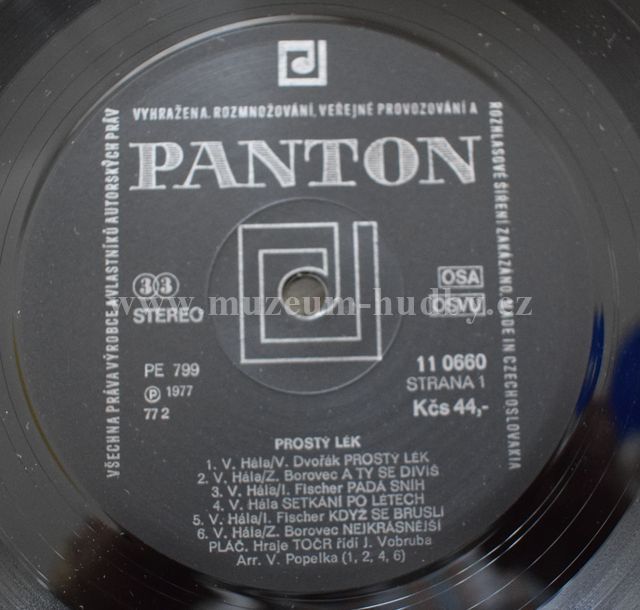 VYHRAŽENA. ROZMNOŽOVÁNÍ, VEŘEJNÉ PROVOZOVÁNÍ A
ROZHLASOVÉ ŠÍŘENÍ ZAKÁZÁNO. MADE IN CZECHOSLOVAKIA
VŠECHNA PRÁVA VÝROBCE A VLASTNÍKŮ AUTORSKÝCH PRÁV
PANTON
www.muzeum-hudby.cz
33
STEREO
OSA
OSVU
PE 799
℗ 1977
77 2
11 0660
STRANA 1
Kčs 44,-
PROSTÝ LÉK
1. V. Hála/V. Dvořák PROSTÝ LÉK
2. V. Hála/Z. Borovec A TY SE DIVÍŠ
3. V. Hála/I. Fischer PADÁ SNÍH
4. V. Hála SETKÁNÍ PO LÉTECH
5. V. Hála/I. Fischer KDYŽ SE BRUSLÍ
6. V. Hála/Z. Borovec NEJKRÁSNĚJŠÍ
PLÁČ. Hraje TOČR řídí J. Vobruba
Arr. V. Popelka (1, 2, 4, 6)